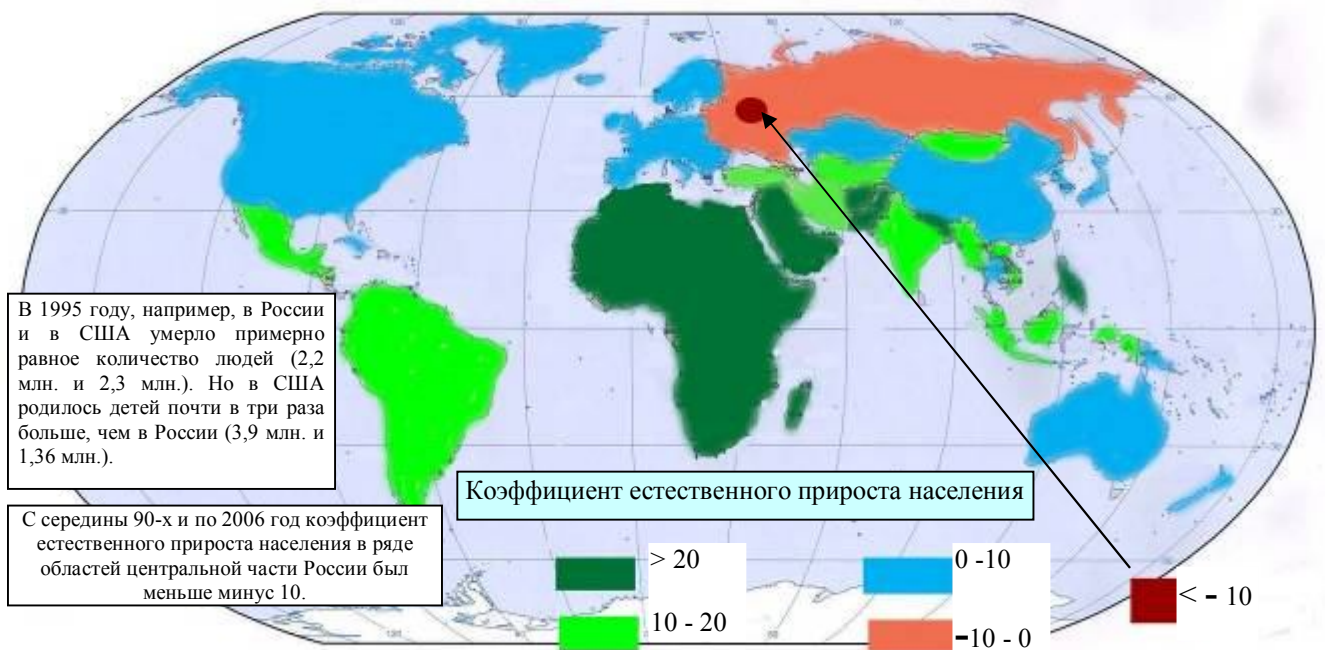 В 1995 году, например, в России
и в США умерло примерно
равное количество людей (2,2
млн. и 2,3 млн.). Но в США
родилось детей почти в три раза
больше, чем в России (3,9 млн. и
1,36 млн.).
С середины 90-х и по 2006 год коэффициент
естественного прироста населения в ряде
областей центральной части России был
меньше минус 10.
Коэффициент естественного прироста населения
> 20
10 - 20
0 -10
-10 - 0
< - 10